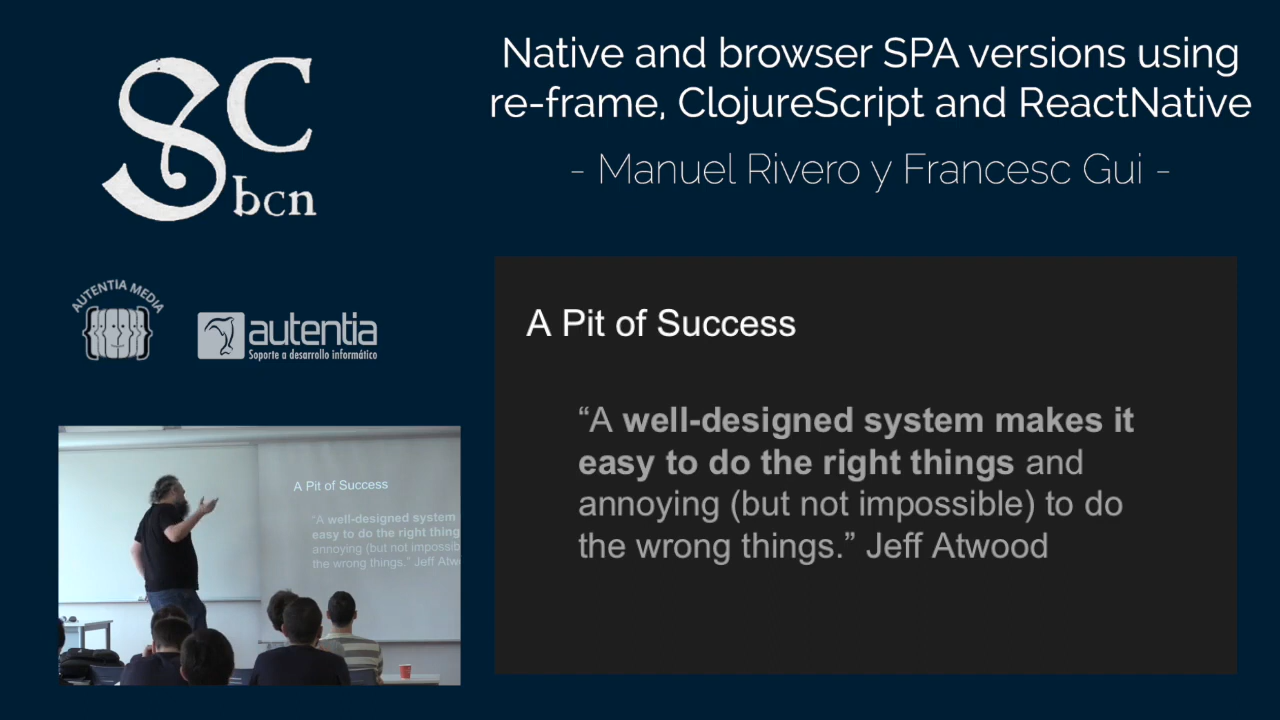 Native and browser SPA versions using
re-frame, ClojureScript and ReactNative
- Manuel Rivero y Francesc Gui -
SC
bcn
AUTENTIA MEDIA
autentia
Soporte a desarrollo informático
A Pit of Success
“A well-designed system makes it
easy to do the right things and
annoying (but not impossible) to do
the wrong things.” Jeff Atwood
A Pit of Success
“A well-designed system
easy to do the right thing
annoying (but not impossib
the wrong things.” Jeff Atw